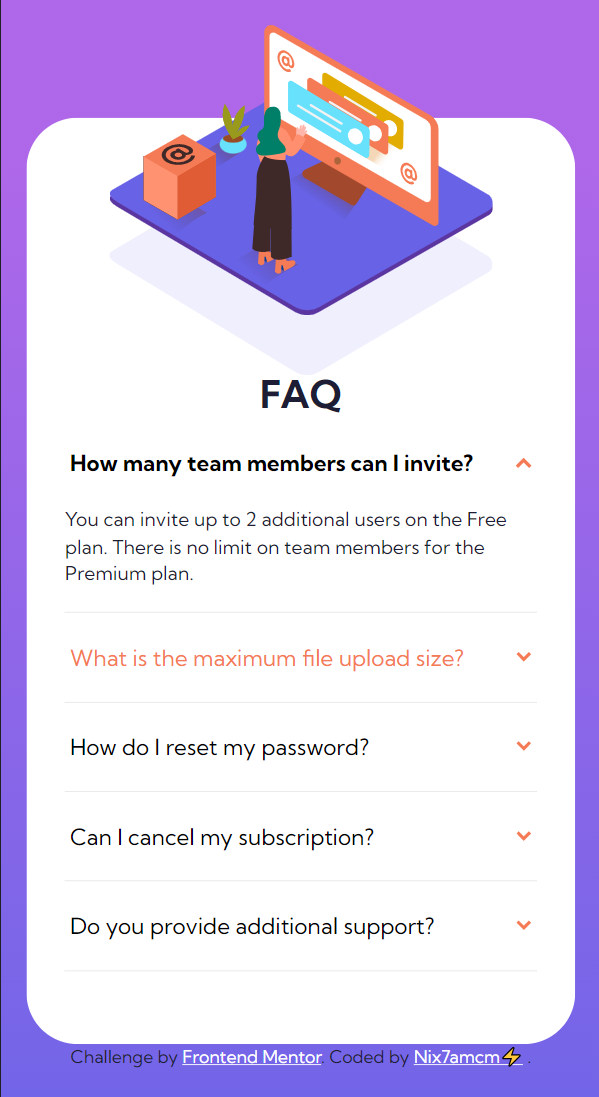 @
@
@
FAQ
How many team members can I invite?
You can invite up to 2 additional users on the Free
plan. There is no limit on team members for the
Premium plan.
What is the maximum file upload size?
How do I reset my password?
Can I cancel my subscription?
Do you provide additional support?
Challenge by Frontend Mentor. Coded by Nix7amcm⚡ .